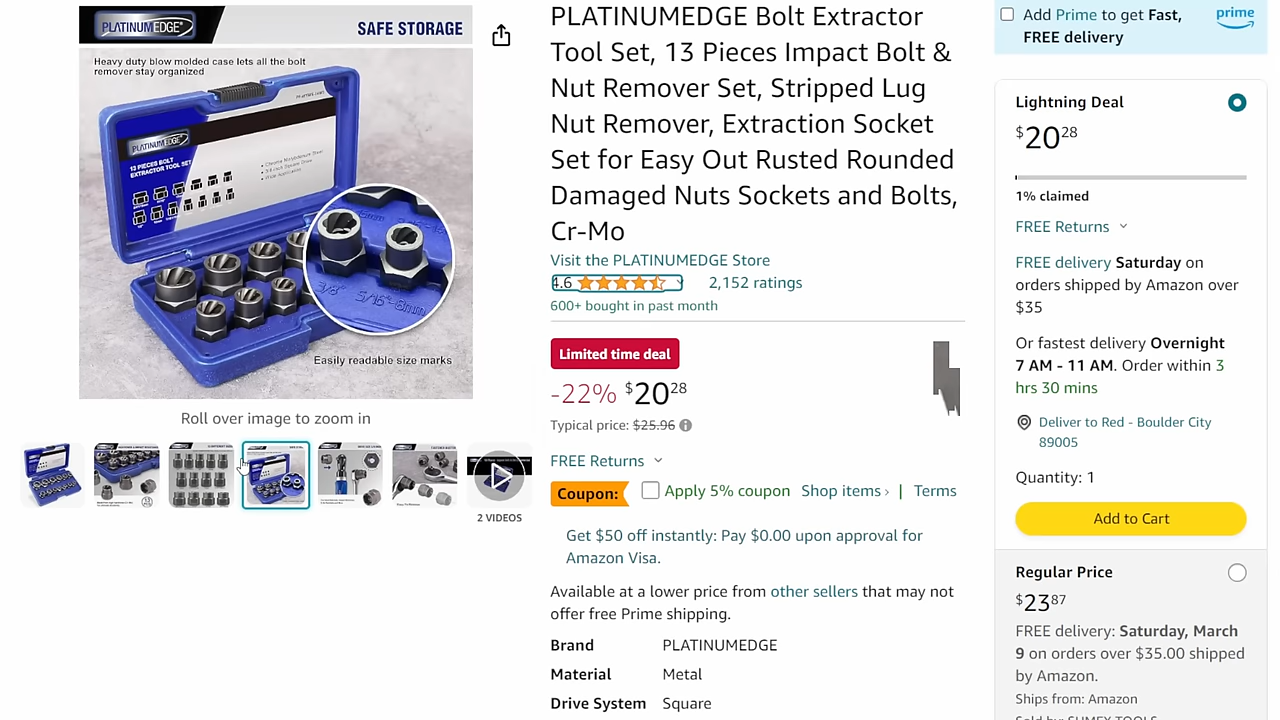 PLATINUMEDGE
SAFE STORAGE
Heavy duty blow molded case lets all the bolt
remover stay organized
PLATINUMEDGE
13 PIECES BOLT
EXTRACTOR TOOL SET
3/8"
5/16"-8mm
Easily readable size marks
Roll over image to zoom in
2 VIDEOS
PLATINUMEDGE Bolt Extractor
Tool Set, 13 Pieces Impact Bolt &
Nut Remover Set, Stripped Lug
Nut Remover, Extraction Socket
Set for Easy Out Rusted Rounded
Damaged Nuts Sockets and Bolts,
Cr-Mo
Visit the PLATINUMEDGE Store
4.6 2,152 ratings
600+ bought in past month
Limited time deal
-22% $20 28
Typical price: $25.96
FREE Returns
Coupon: Apply 5% coupon Shop items › | Terms
Get $50 off instantly: Pay $0.00 upon approval for
Amazon Visa.
Available at a lower price from other sellers that may not
offer free Prime shipping.
Brand PLATINUMEDGE
Material Metal
Drive System Square
Add Prime to get Fast,
FREE delivery
prime
Lightning Deal
$20 28
1% claimed
FREE Returns
FREE delivery Saturday on
orders shipped by Amazon over
$35
Or fastest delivery Overnight
7 AM - 11 AM. Order within 3
hrs 30 mins
Deliver to Red - Boulder City
89005
Quantity: 1
Add to Cart
Regular Price
$23 87
FREE delivery: Saturday, March
9 on orders over $35.00 shipped
by Amazon.
Ships from: Amazon
Sold by: SUMEX TOOLS